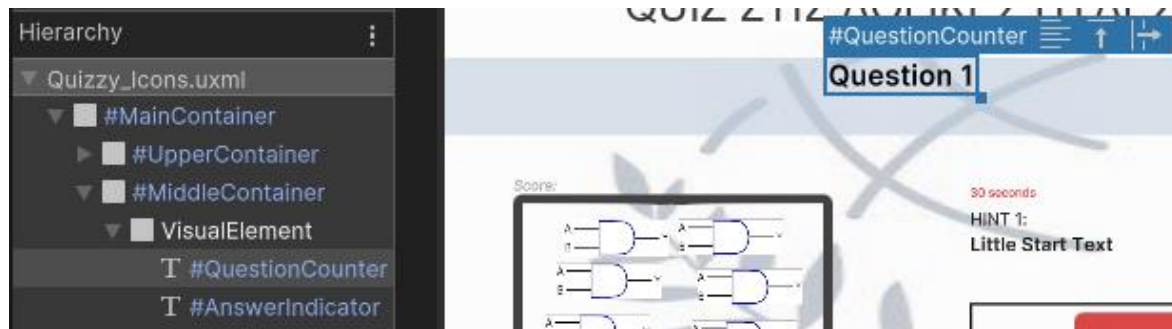 Hierarchy
Quizzy_Icons.uxml
#MainContainer
#UpperContainer
#MiddleContainer
VisualElement
T #QuestionCounter
T #AnswerIndicator
#QuestionCounter
Question 1
Score:
30 seconds
HINT 1:
Little Start Text
A
B
Y
A
B
A
B
Y
A
B
A
A